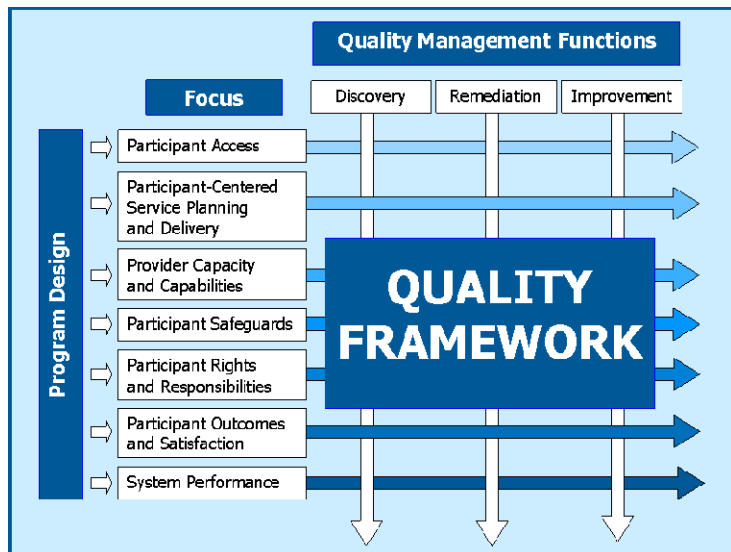 Quality Management Functions
Focus
Discovery
Remediation
Improvement
Program Design
Participant Access
Participant-Centered
Service Planning
and Delivery
Provider Capacity
and Capabilities
Participant Safeguards
Participant Rights
and Responsibilities
Participant Outcomes
and Satisfaction
System Performance
QUALITY
FRAMEWORK